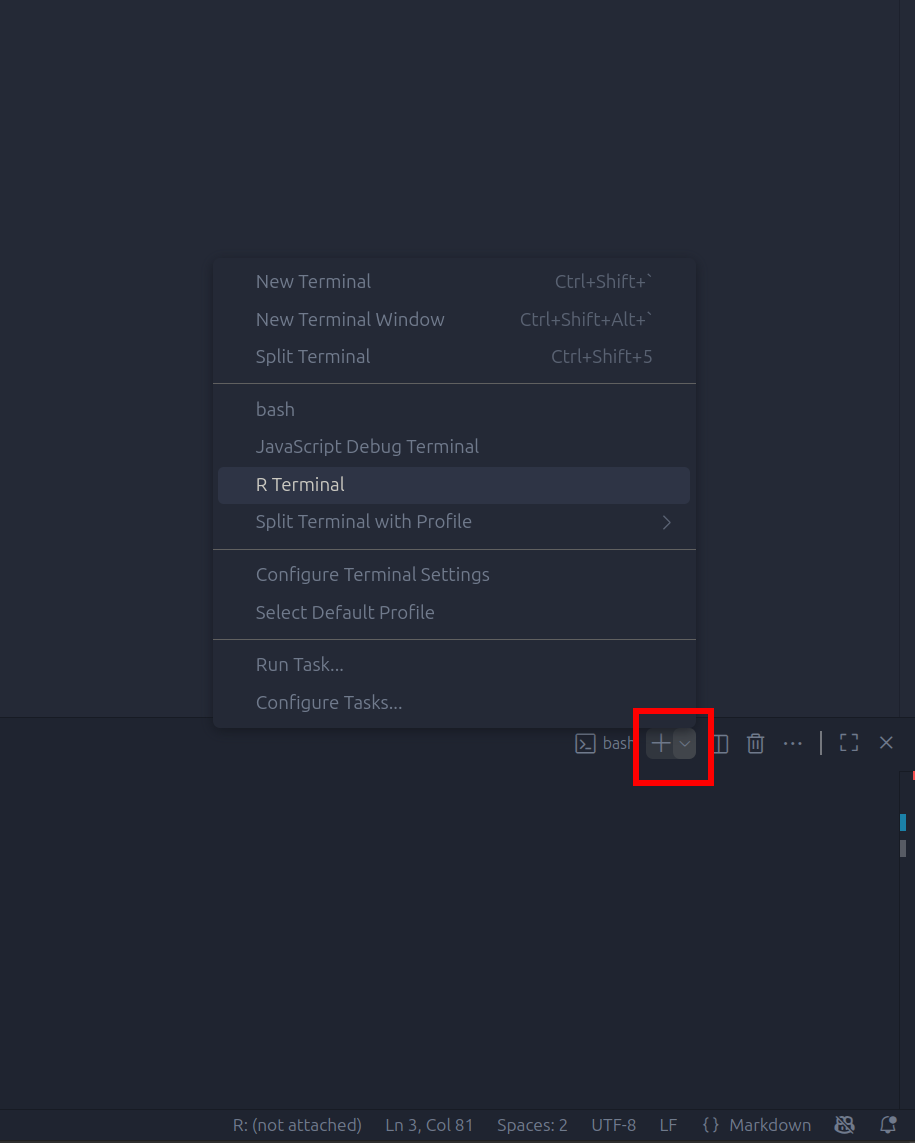 New Terminal Ctrl+Shift+`
New Terminal Window Ctrl+Shift+Alt+`
Split Terminal Ctrl+Shift+5
bash
JavaScript Debug Terminal
R Terminal
Split Terminal with Profile
Configure Terminal Settings
Select Default Profile
Run Task...
Configure Tasks...
bash
R: (not attached) Ln 3, Col 81 Spaces: 2 UTF-8 LF {} Markdown